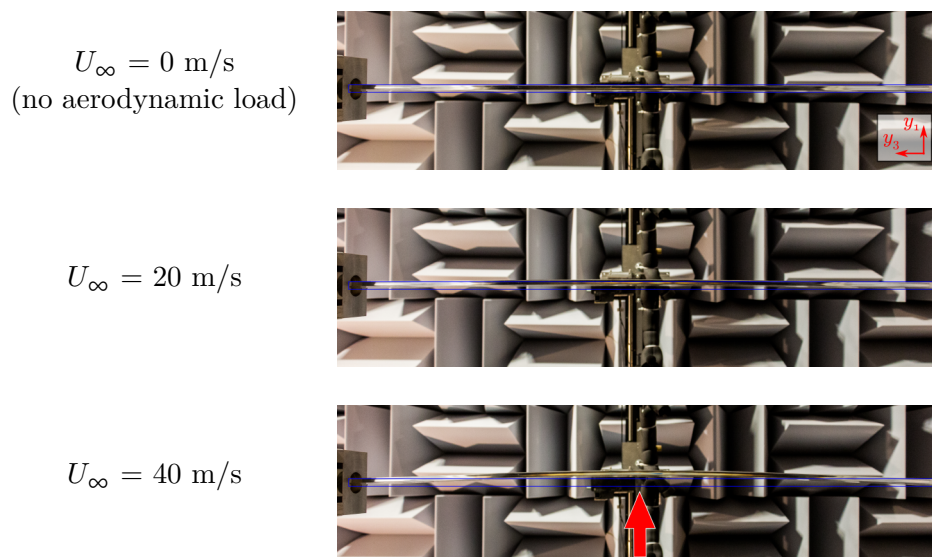 U∞ = 0 m/s
(no aerodynamic load)
y₁
y₃
U∞ = 20 m/s
U∞ = 40 m/s